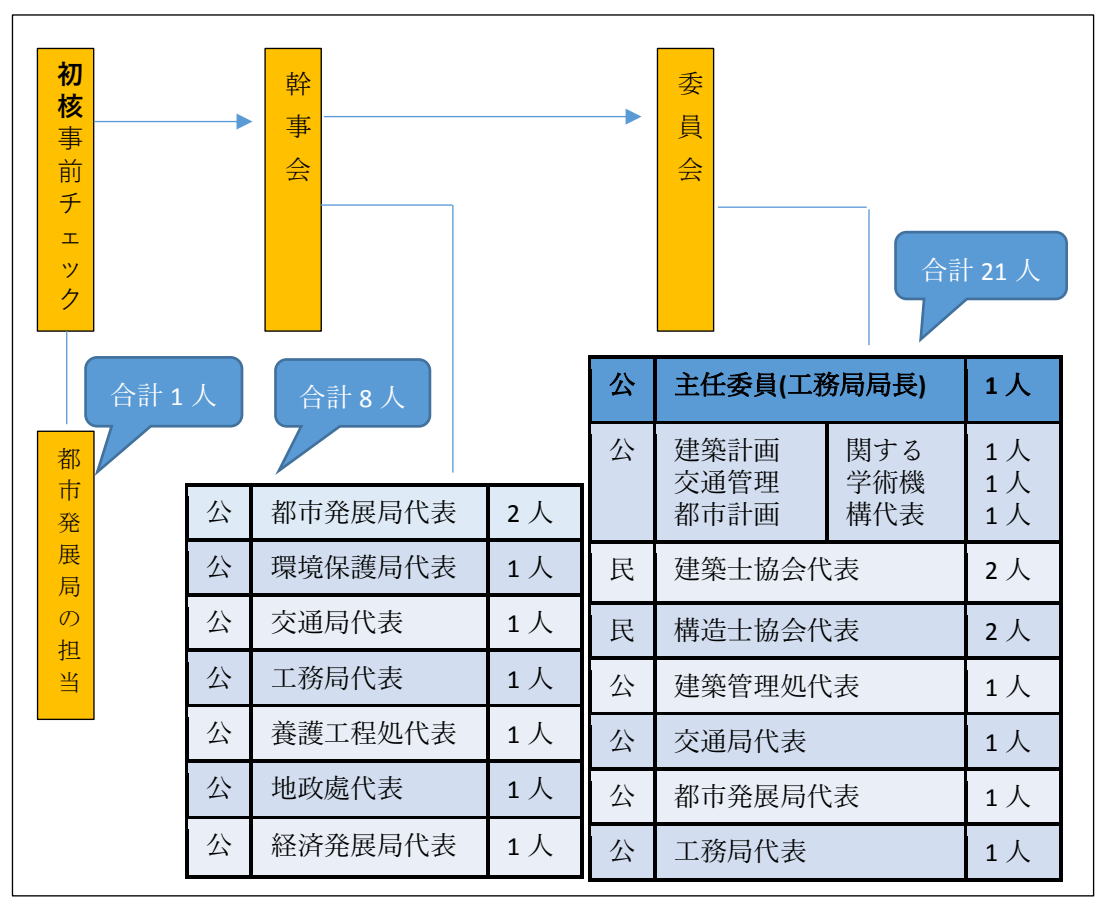 初核事前チェック
幹事会
委員会
合計 21 人
合計 1 人
合計 8 人
都市発展局の担当
公 都市発展局代表 2 人
公 環境保護局代表 1 人
公 交通局代表 1 人
公 工務局代表 1 人
公 養護工程処代表 1 人
公 地政處代表 1 人
公 経済発展局代表 1 人
公 主任委員(工務局局長) 1 人
公 建築計画 関する 1 人
交通管理 学術機 1 人
都市計画 構代表 1 人
民 建築士協会代表 2 人
民 構造士協会代表 2 人
公 建築管理処代表 1 人
公 交通局代表 1 人
公 都市発展局代表 1 人
公 工務局代表 1 人